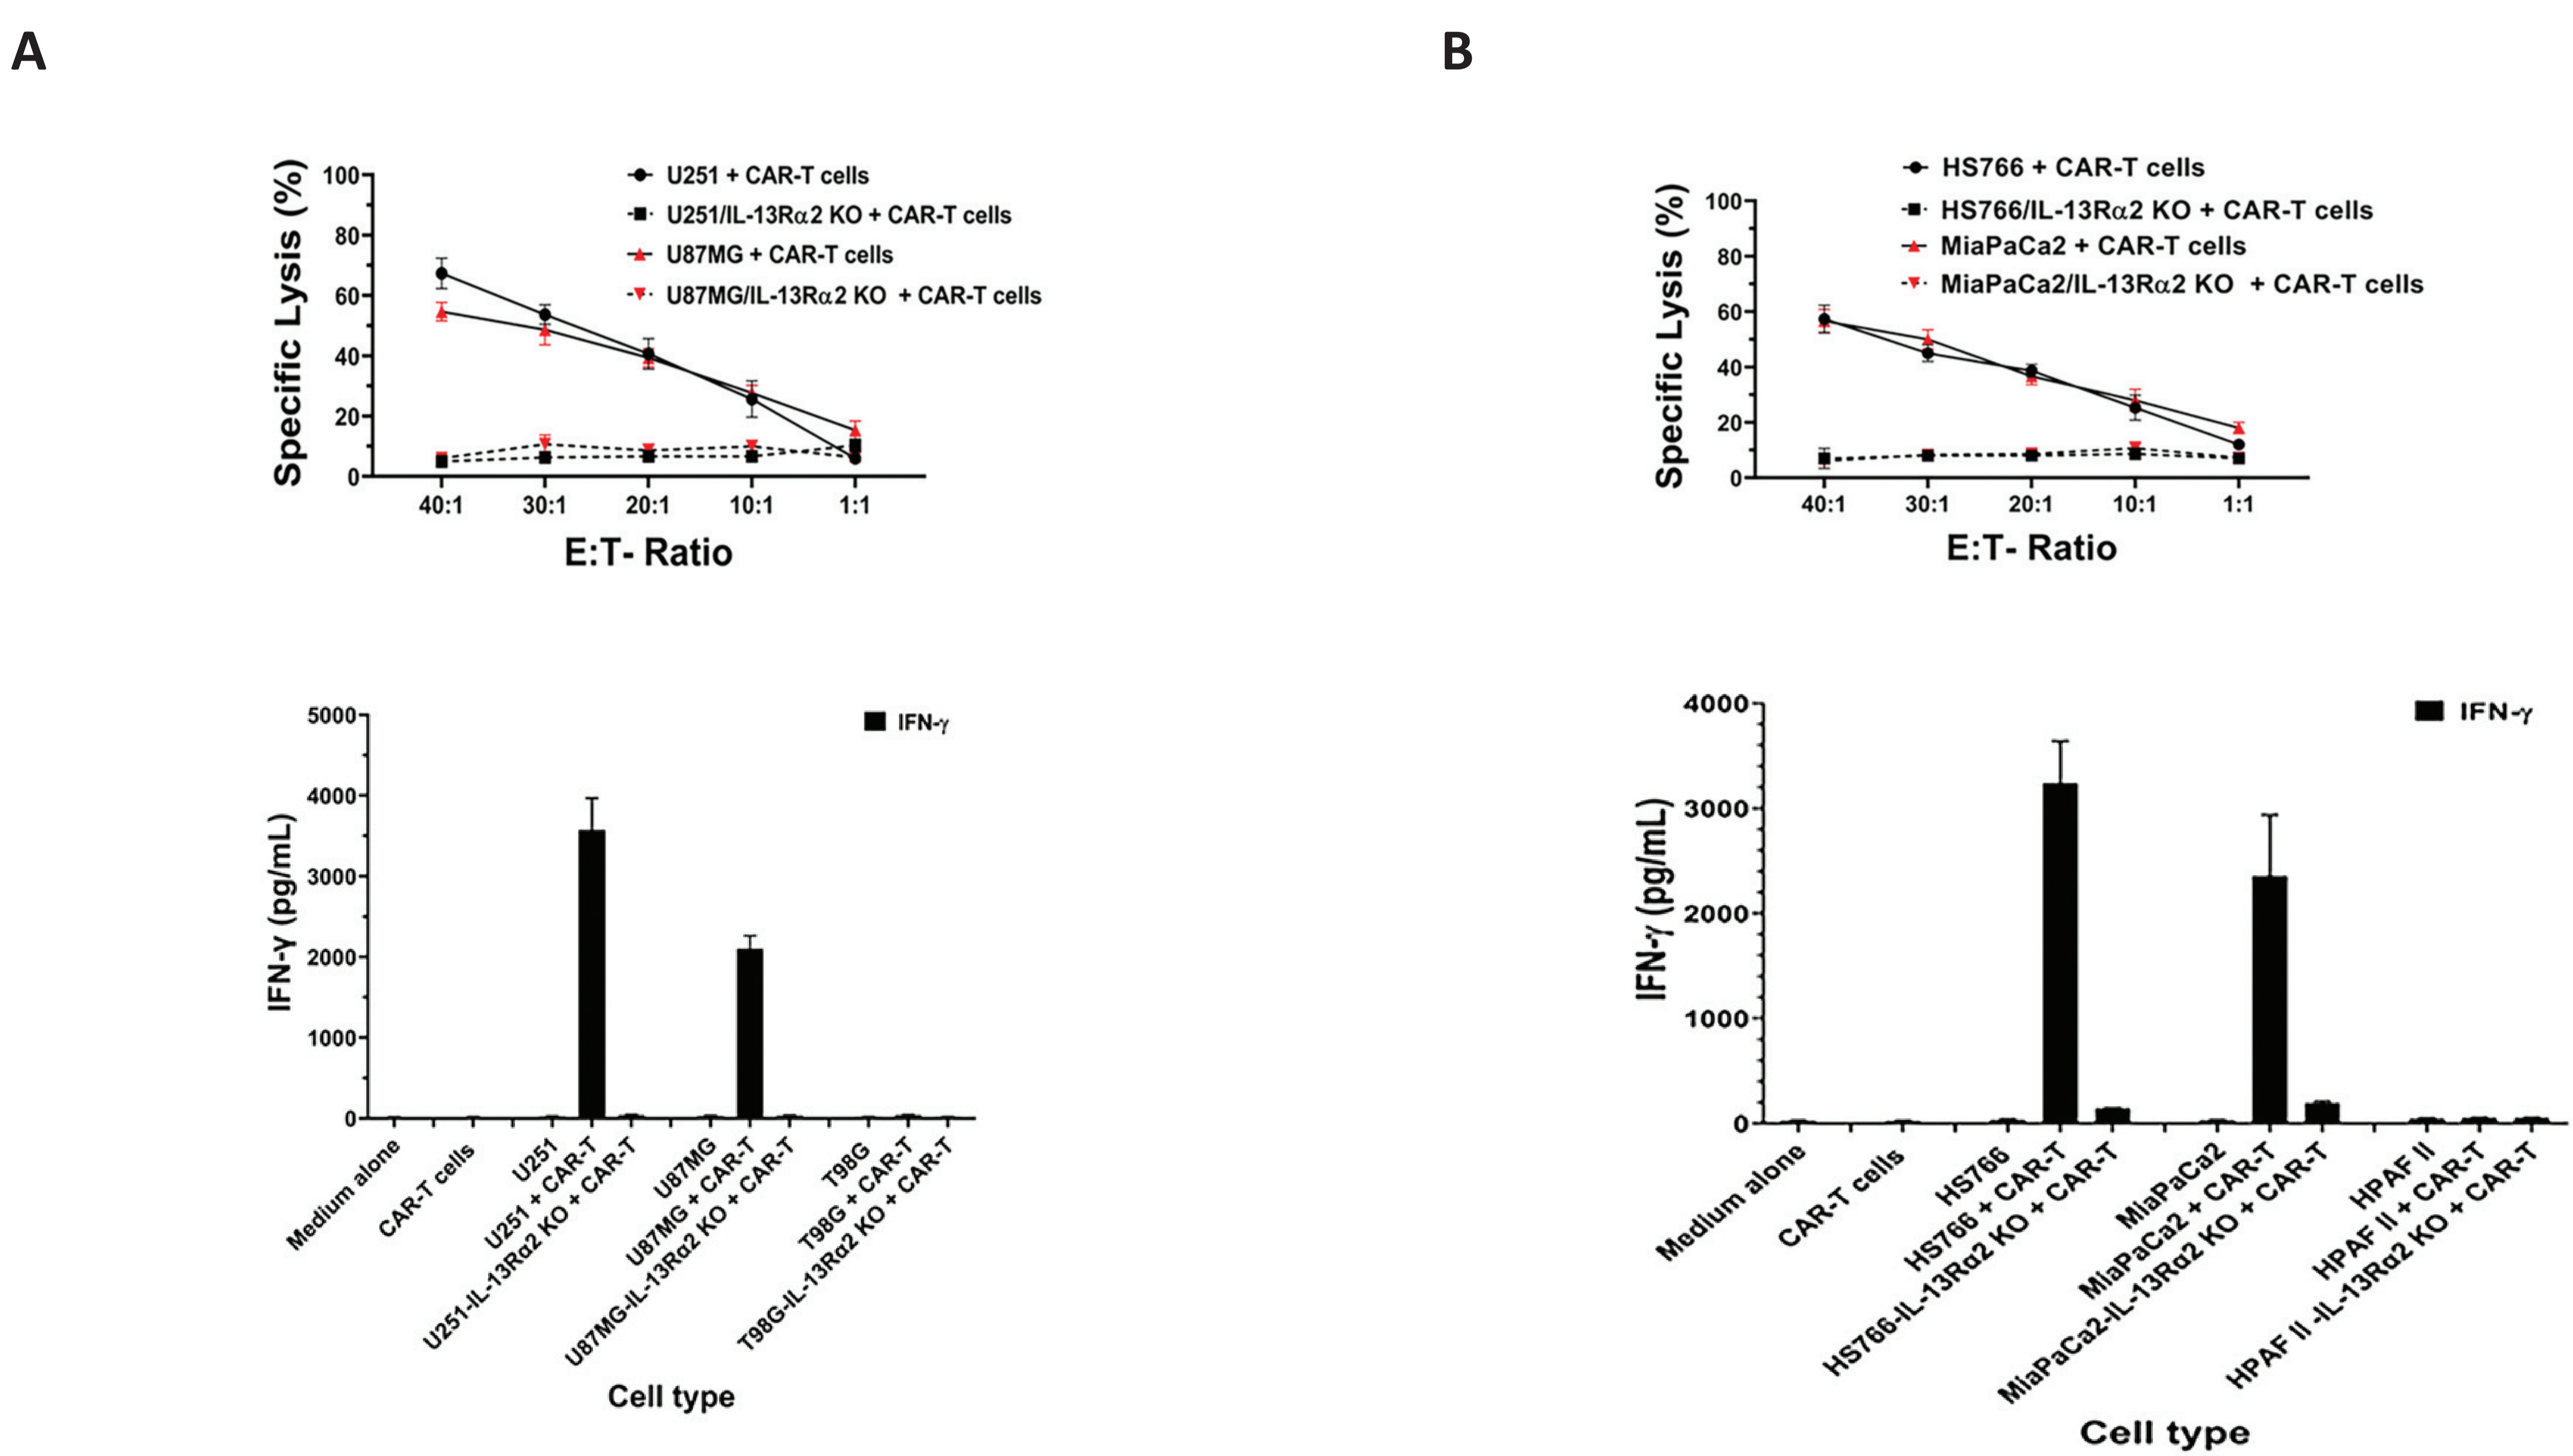 A
B
Specific Lysis (%)
100
80
60
40
20
0
40:1
30:1
20:1
10:1
1:1
E:T- Ratio
U251 + CAR-T cells
U251/IL-13Rα2 KO + CAR-T cells
U87MG + CAR-T cells
U87MG/IL-13Rα2 KO + CAR-T cells
Specific Lysis (%)
100
80
60
40
20
0
40:1
30:1
20:1
10:1
1:1
E:T- Ratio
HS766 + CAR-T cells
HS766/IL-13Rα2 KO + CAR-T cells
MiaPaCa2 + CAR-T cells
MiaPaCa2/IL-13Rα2 KO + CAR-T cells
IFN-γ (pg/mL)
5000
4000
3000
2000
1000
0
IFN-γ
Medium alone
CAR-T cells
U251
U251 + CAR-T
U251-IL-13Rα2 KO + CAR-T
U87MG
U87MG + CAR-T
U87MG-IL-13Rα2 KO + CAR-T
T98G
T98G + CAR-T
T98G-IL-13Rα2 KO + CAR-T
Cell type
IFN-γ (pg/mL)
4000
3000
2000
1000
0
IFN-γ
Medium alone
CAR-T cells
HS766
HS766 + CAR-T
HS766-IL-13Rα2 KO + CAR-T
MiaPaCa2
MiaPaCa2 + CAR-T
MiaPaCa2-IL-13Rα2 KO + CAR-T
HPAF II
HPAF II + CAR-T
HPAF II -IL-13Rα2 KO + CAR-T
Cell type